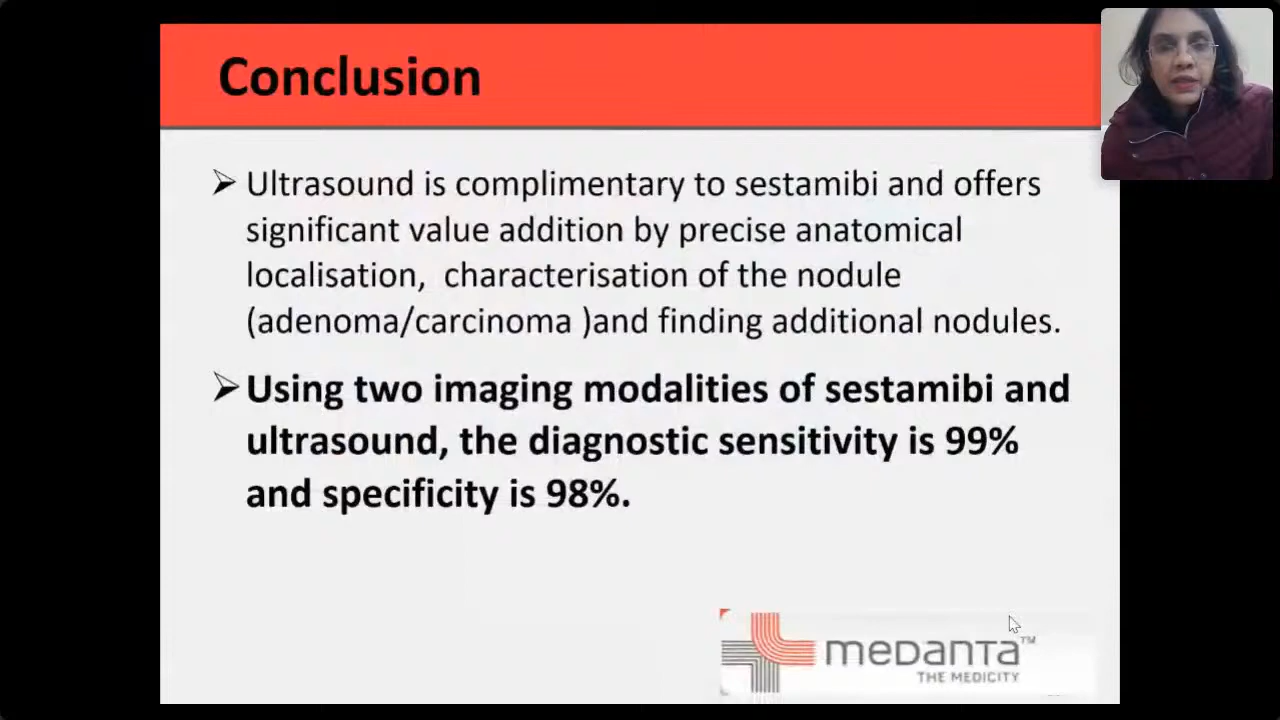 Conclusion
➢ Ultrasound is complimentary to sestamibi and offers
significant value addition by precise anatomical
localisation,  characterisation of the nodule
(adenoma/carcinoma )and finding additional nodules.
➢ Using two imaging modalities of sestamibi and
ultrasound, the diagnostic sensitivity is 99%
and specificity is 98%.
medanta™
THE MEDICITY